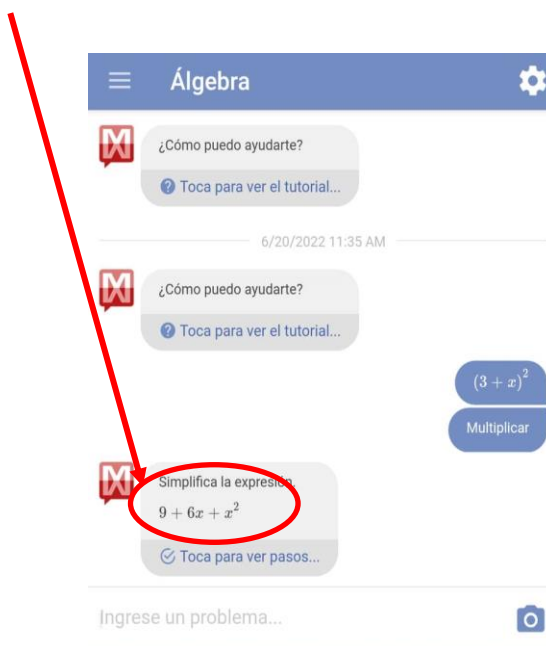 Álgebra
¿Cómo puedo ayudarte?
Toca para ver el tutorial...
6/20/2022 11:35 AM
¿Cómo puedo ayudarte?
Toca para ver el tutorial...
(3 + x)²
Multiplicar
Simplifica la expresión.
9 + 6x + x²
Toca para ver pasos...
Ingrese un problema...